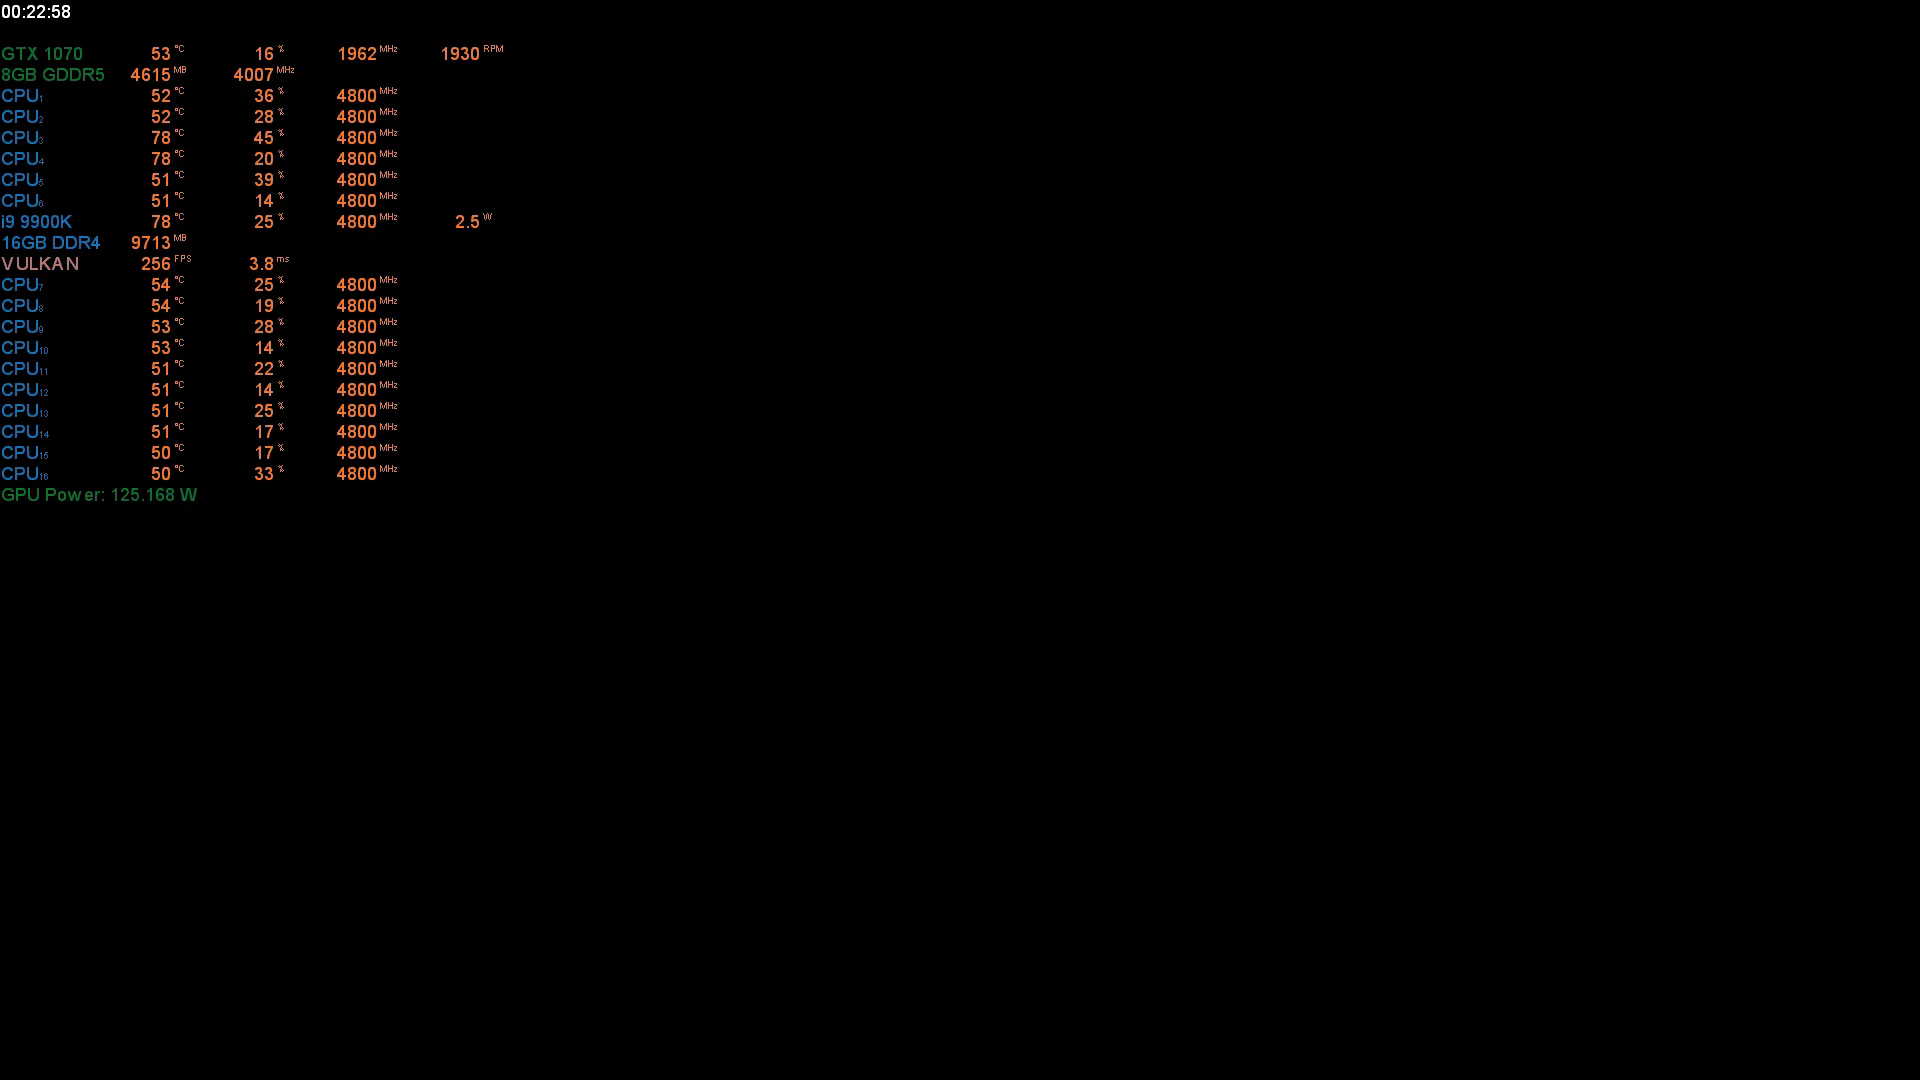 00:22:58
GTX 1070 53 °C 16 % 1962 MHz 1930 RPM
8GB GDDR5 4615 MB 4007 MHz
CPU1 52 °C 36 % 4800 MHz
CPU2 52 °C 28 % 4800 MHz
CPU3 78 °C 45 % 4800 MHz
CPU4 78 °C 20 % 4800 MHz
CPU5 51 °C 39 % 4800 MHz
CPU6 51 °C 14 % 4800 MHz
i9 9900K 78 °C 25 % 4800 MHz 2.5 W
16GB DDR4 9713 MB
VULKAN 256 FPS 3.8 ms
CPU7 54 °C 25 % 4800 MHz
CPU8 54 °C 19 % 4800 MHz
CPU9 53 °C 28 % 4800 MHz
CPU10 53 °C 14 % 4800 MHz
CPU11 51 °C 22 % 4800 MHz
CPU12 51 °C 14 % 4800 MHz
CPU13 51 °C 25 % 4800 MHz
CPU14 51 °C 17 % 4800 MHz
CPU15 50 °C 17 % 4800 MHz
CPU16 50 °C 33 % 4800 MHz
GPU Power: 125.168 W